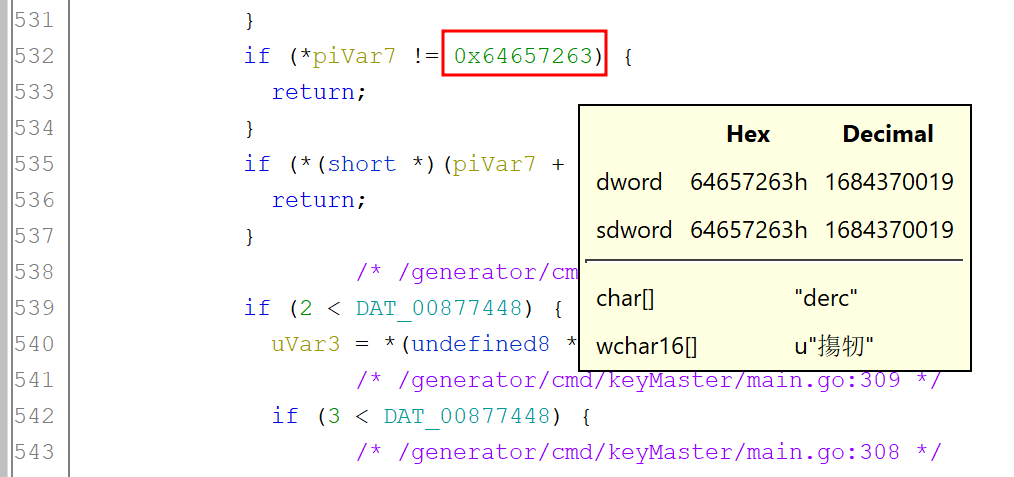 531 }
532 if (*piVar7 != 0x64657263) {
533 return;
534 }
535 if (*(short *)(piVar7 +
536 return;
537 }
538 /* /generator/cm
539 if (2 < DAT_00877448) {
540 uVar3 = *(undefined8 *
541 /* /generator/cmd/keyMaster/main.go:309 */
542 if (3 < DAT_00877448) {
543 /* /generator/cmd/keyMaster/main.go:308 */
Hex Decimal
dword 64657263h 1684370019
sdword 64657263h 1684370019
char[] "derc"
wchar16[] u"摥牣"